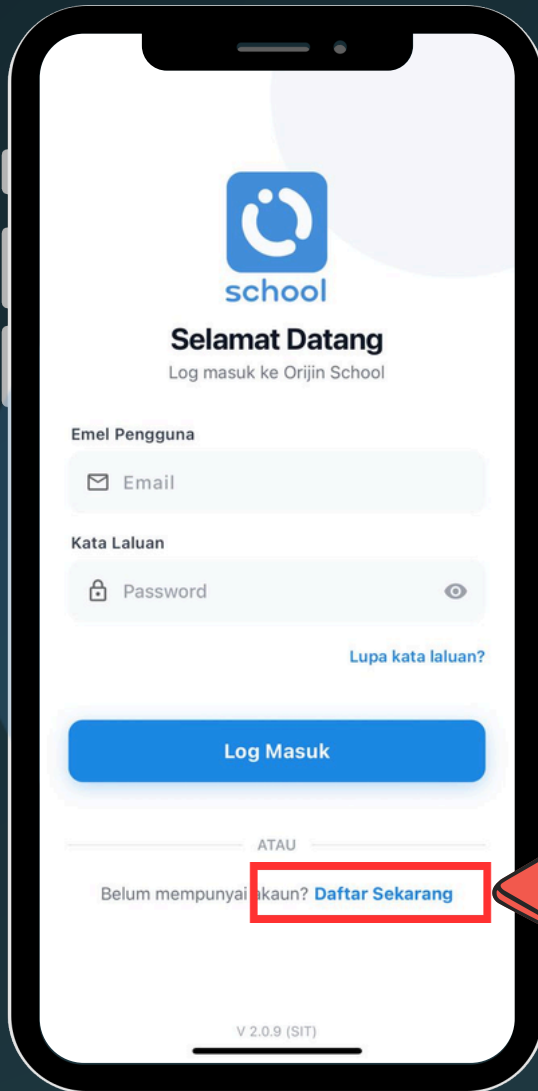 school
Selamat Datang
Log masuk ke Orijin School
Emel Pengguna
Email
Kata Laluan
Password
Lupa kata laluan?
Log Masuk
ATAU
Belum mempunyai akaun? Daftar Sekarang
V 2.0.9 (SIT)